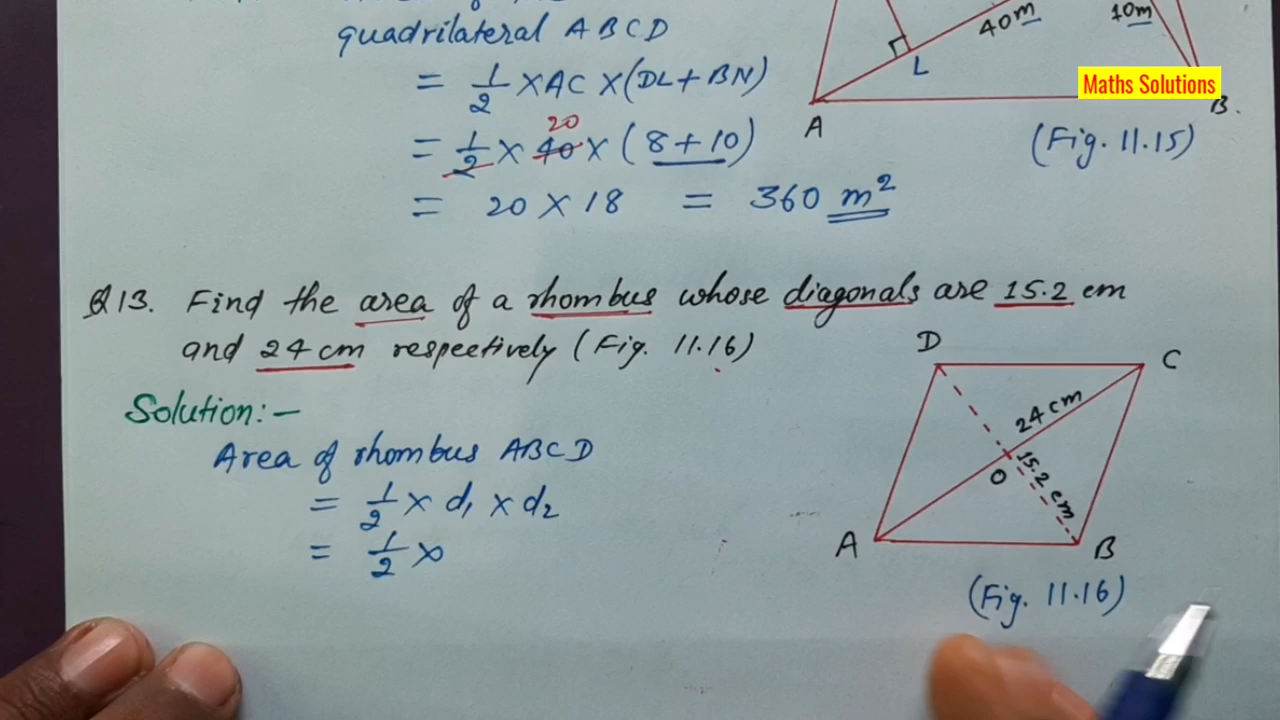 quadrilateral ABCD
= 1/2 × AC × (DL + BN)
20
= 1/2 × 40 × (8 + 10)
= 20 × 18 = 360 m²
40m
10m
L
Maths Solutions
A
B.
(Fig. 11.15)
Q13. Find the area of a rhombus whose diagonals are 15.2 cm
and 24 cm respectively (Fig. 11.16)
Solution:-
Area of rhombus ABCD
= 1/2 × d₁ × d₂
= 1/2 ×
D
C
24 cm
O
15.2 cm
A
B
(Fig. 11.16)